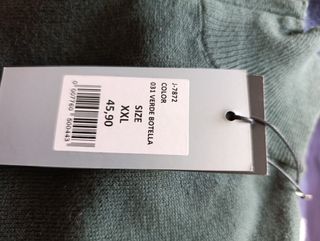 J-7872
COLOR
031 VERDE BOTELLA
SIZE
XXL
45,90